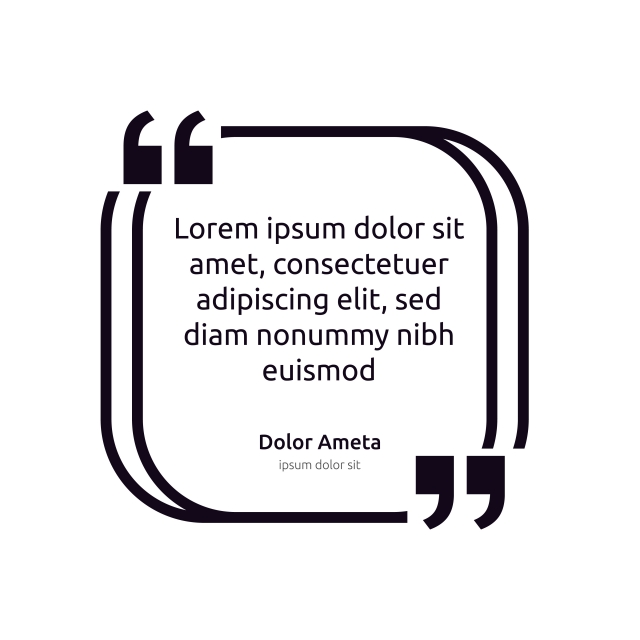 Lorem ipsum dolor sit
amet, consectetuer
adipiscing elit, sed
diam nonummy nibh
euismod
Dolor Ameta
ipsum dolor sit